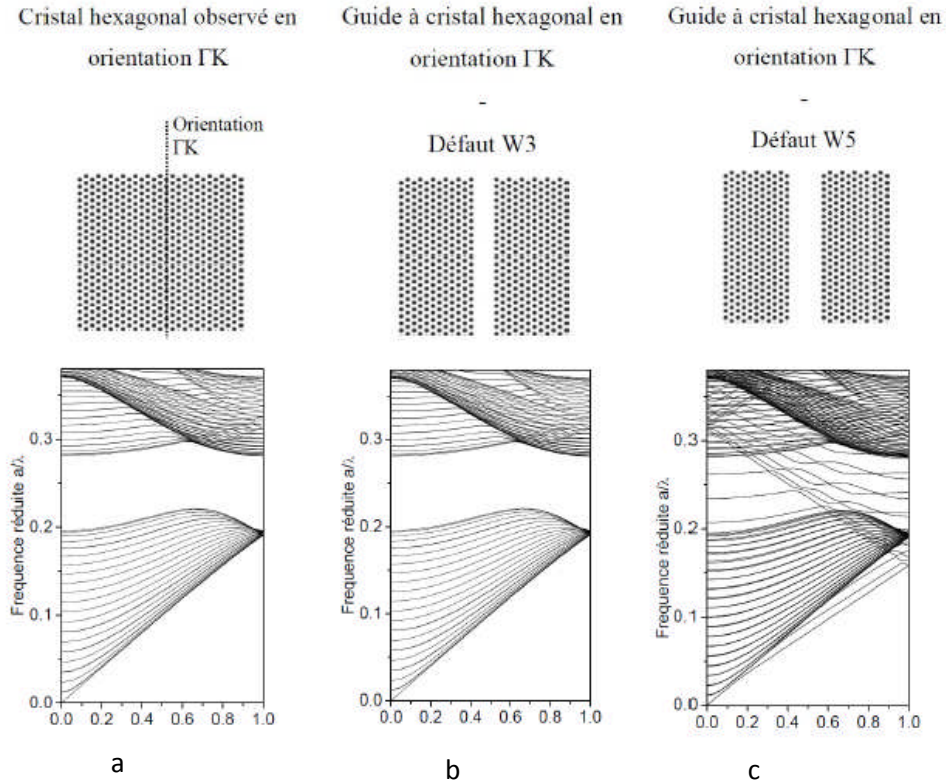 Cristal hexagonal observé en
orientation ΓK
Guide à cristal hexagonal en
orientation ΓK
-
Défaut W3
Guide à cristal hexagonal en
orientation ΓK
-
Défaut W5
Orientation
ΓK
Frequence réduite a/λ
0.3
0.2
0.1
0.0
0.0 0.2 0.4 0.6 0.8 1.0
Frequence réduite a/λ
0.3
0.2
0.1
0.0
0.0 0.2 0.4 0.6 0.8 1.0
Frequence réduite a/λ
0.3
0.2
0.1
0.0
0.0 0.2 0.4 0.6 0.8 1.0
a
b
c